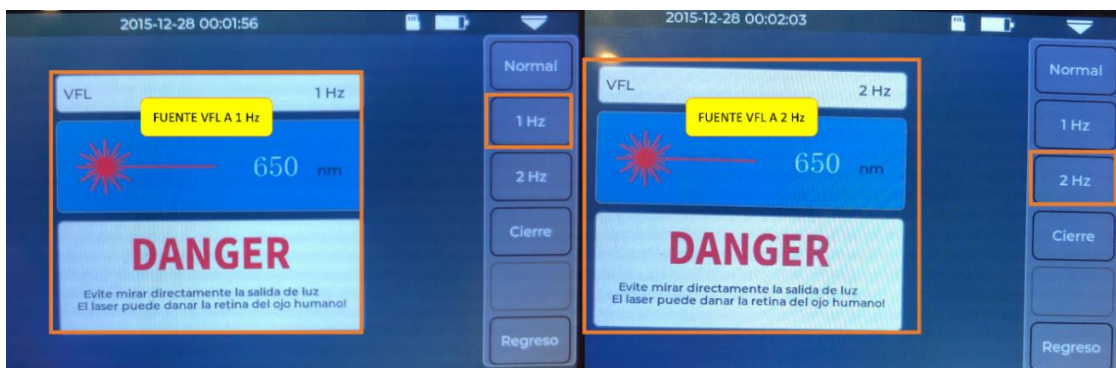 2015-12-28 00:01:56
VFL 1 Hz
FUENTE VFL A 1 Hz
650 nm
DANGER
Evite mirar directamente la salida de luz
El laser puede danar la retina del ojo humano!
Normal
1 Hz
2 Hz
Cierre
Regreso
2015-12-28 00:02:03
VFL 2 Hz
FUENTE VFL A 2 Hz
650 nm
DANGER
Evite mirar directamente la salida de luz
El laser puede danar la retina del ojo humano!
Normal
1 Hz
2 Hz
Cierre
Regreso